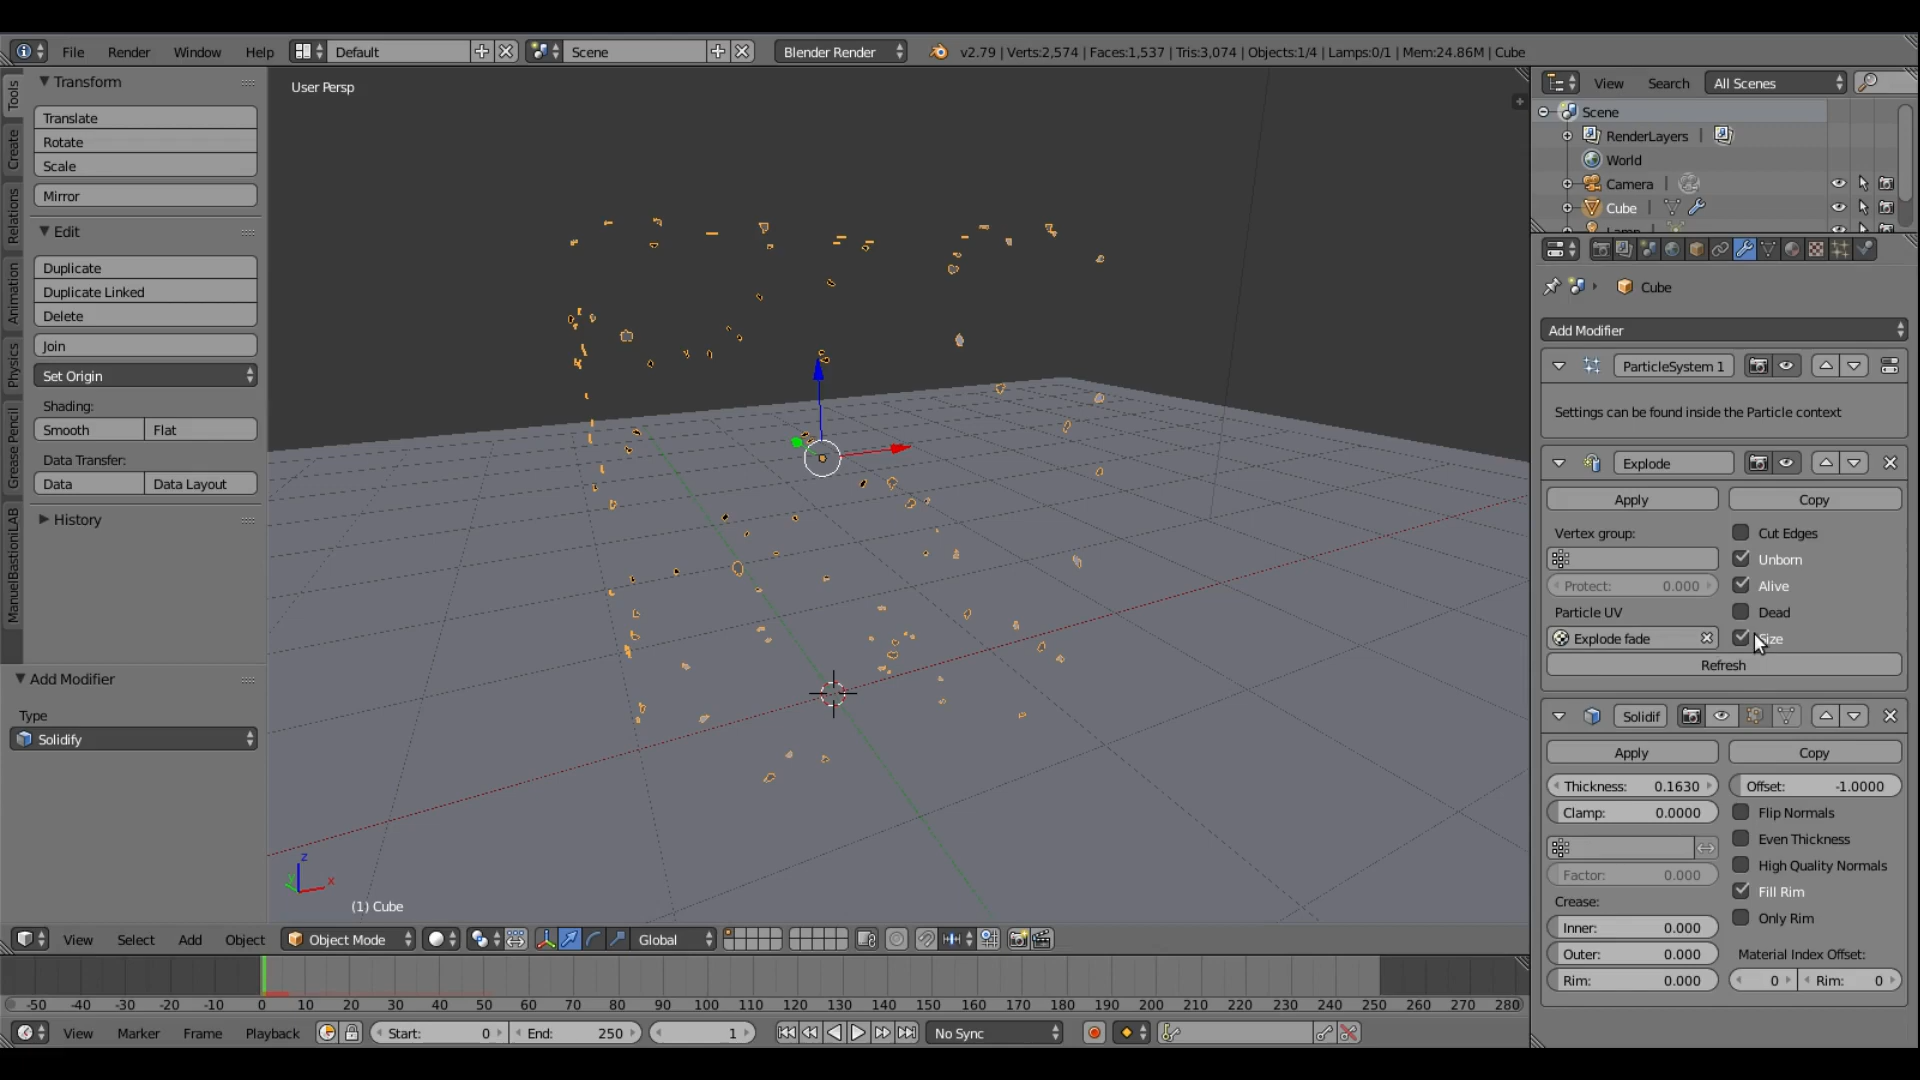 File Render Window Help Default Scene Blender Render v2.79 | Verts:2,574 | Faces:1,537 | Tris:3,074 | Objects:1/4 | Lamps:0/1 | Mem:24.86M | Cube
Tools
Create
Relations
Animation
Physics
Grease Pencil
ManuelBastioniLAB
Transform
Translate
Rotate
Scale
Mirror
Edit
Duplicate
Duplicate Linked
Delete
Join
Set Origin
Shading:
Smooth Flat
Data Transfer:
Data Data Layout
History
Add Modifier
Type
Solidify
User Persp
z
y
x
(1) Cube
View Search All Scenes
Scene
RenderLayers |
World
Camera |
Cube |
Lamp
Cube
Add Modifier
ParticleSystem 1
Settings can be found inside the Particle context
Explode
Apply Copy
Vertex group: Cut Edges
Unborn
Protect: 0.000 Alive
Particle UV Dead
Explode fade Size
Refresh
Solidif
Apply Copy
Thickness: 0.1630 Offset: -1.0000
Clamp: 0.0000 Flip Normals
Even Thickness
Factor: 0.000 High Quality Normals
Crease: Fill Rim
Inner: 0.000 Only Rim
Outer: 0.000 Material Index Offset:
Rim: 0.000 0 Rim: 0
View Select Add Object Object Mode Global
-50 -40 -30 -20 -10 0 10 20 30 40 50 60 70 80 90 100 110 120 130 140 150 160 170 180 190 200 210 220 230 240 250 260 270 280
View Marker Frame Playback Start: 0 End: 250 1 No Sync